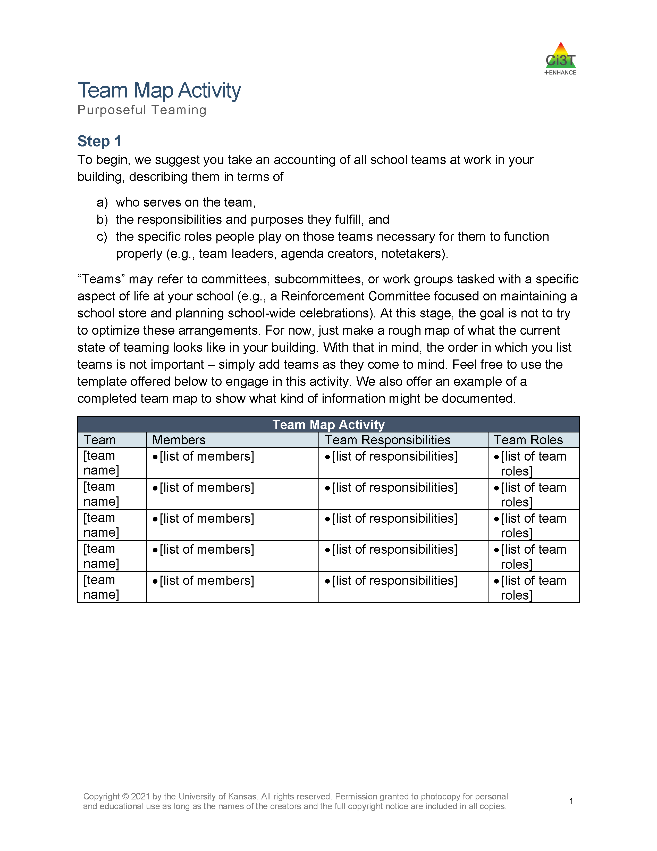 Ci3T
+ENHANCE
Team Map Activity
Purposeful Teaming
Step 1
To begin, we suggest you take an accounting of all school teams at work in your
building, describing them in terms of
a) who serves on the team,
b) the responsibilities and purposes they fulfill, and
c) the specific roles people play on those teams necessary for them to function
properly (e.g., team leaders, agenda creators, notetakers).
“Teams” may refer to committees, subcommittees, or work groups tasked with a specific
aspect of life at your school (e.g., a Reinforcement Committee focused on maintaining a
school store and planning school-wide celebrations). At this stage, the goal is not to try
to optimize these arrangements. For now, just make a rough map of what the current
state of teaming looks like in your building. With that in mind, the order in which you list
teams is not important – simply add teams as they come to mind. Feel free to use the
template offered below to engage in this activity. We also offer an example of a
completed team map to show what kind of information might be documented.
Team Map Activity
Team Members Team Responsibilities Team Roles
[team •[list of members] •[list of responsibilities] •[list of team
name] roles]
[team •[list of members] •[list of responsibilities] •[list of team
name] roles]
[team •[list of members] •[list of responsibilities] •[list of team
name] roles]
[team •[list of members] •[list of responsibilities] •[list of team
name] roles]
[team •[list of members] •[list of responsibilities] •[list of team
name] roles]
Copyright © 2021 by the University of Kansas. All rights reserved. Permission granted to photocopy for personal
and educational use as long as the names of the creators and the full copyright notice are included in all copies.
1